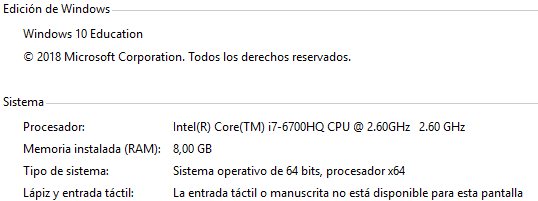 Edición de Windows
Windows 10 Education
© 2018 Microsoft Corporation. Todos los derechos reservados.
Sistema
Procesador: Intel(R) Core(TM) i7-6700HQ CPU @ 2.60GHz 2.60 GHz
Memoria instalada (RAM): 8,00 GB
Tipo de sistema: Sistema operativo de 64 bits, procesador x64
Lápiz y entrada táctil: La entrada táctil o manuscrita no está disponible para esta pantalla